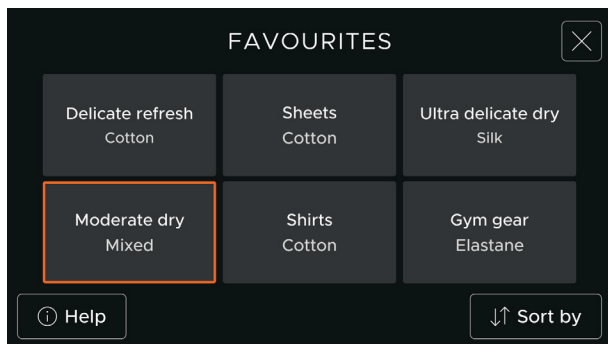 FAVOURITES
Delicate refresh
Cotton
Sheets
Cotton
Ultra delicate dry
Silk
Moderate dry
Mixed
Shirts
Cotton
Gym gear
Elastane
Help
Sort by